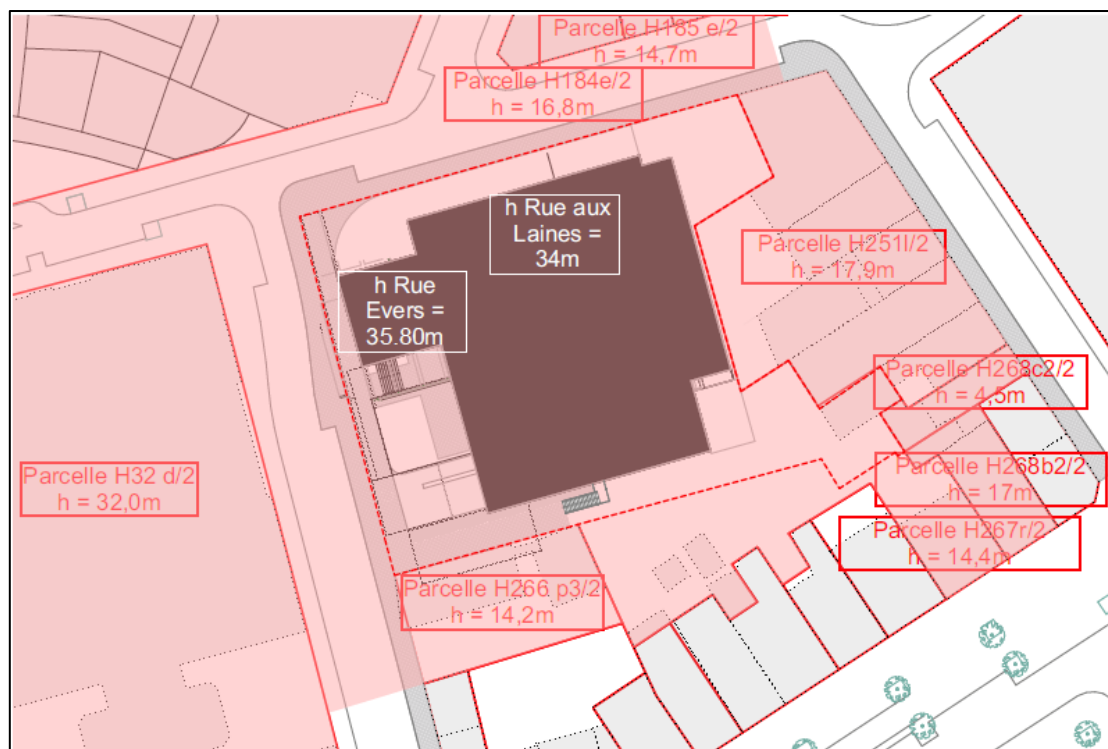 Parcelle H185 e/2
h = 14,7m
Parcelle H184e/2
h = 16,8m
h Rue aux
Laines =
34m
Parcelle H251l/2
h = 17,9m
h Rue
Evers =
35.80m
Parcelle H268c2/2
h = 4,5m
Parcelle H32 d/2
h = 32,0m
Parcelle H268b2/2
h = 17m
Parcelle H267r/2
h = 14,4m
Parcelle H266 p3/2
h = 14,2m